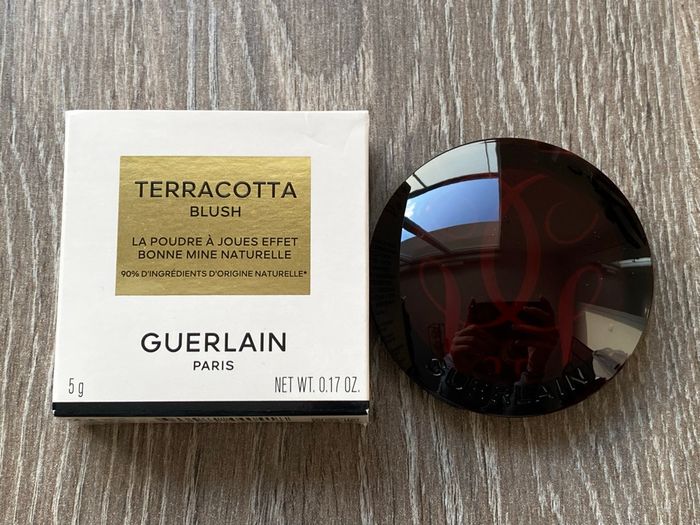 TERRACOTTA
BLUSH
LA POUDRE À JOUES EFFET
BONNE MINE NATURELLE
90% D'INGRÉDIENTS D'ORIGINE NATURELLE*
GUERLAIN
PARIS
5 g
NET WT. 0.17 OZ.
GUERLAIN